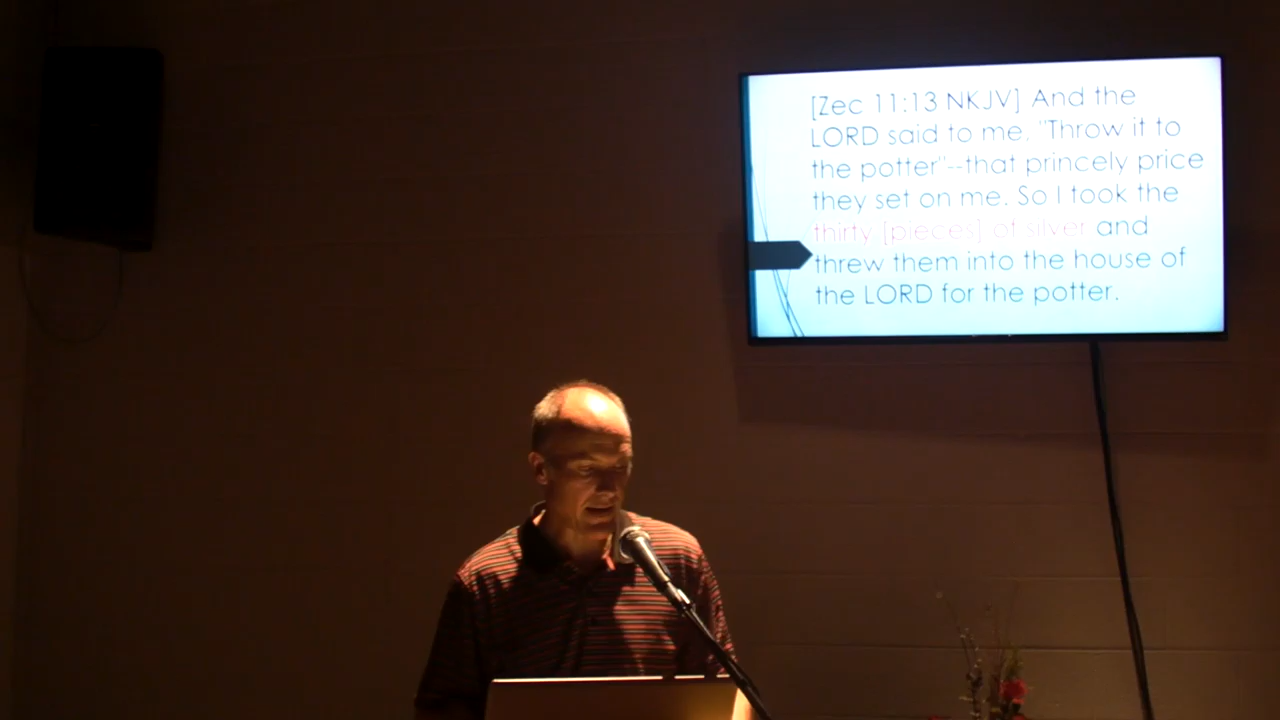 [Zec 11:13 NKJV] And the
LORD said to me, "Throw it to
the potter"--that princely price
they set on me. So I took the
thirty [pieces] of silver and
threw them into the house of
the LORD for the potter.